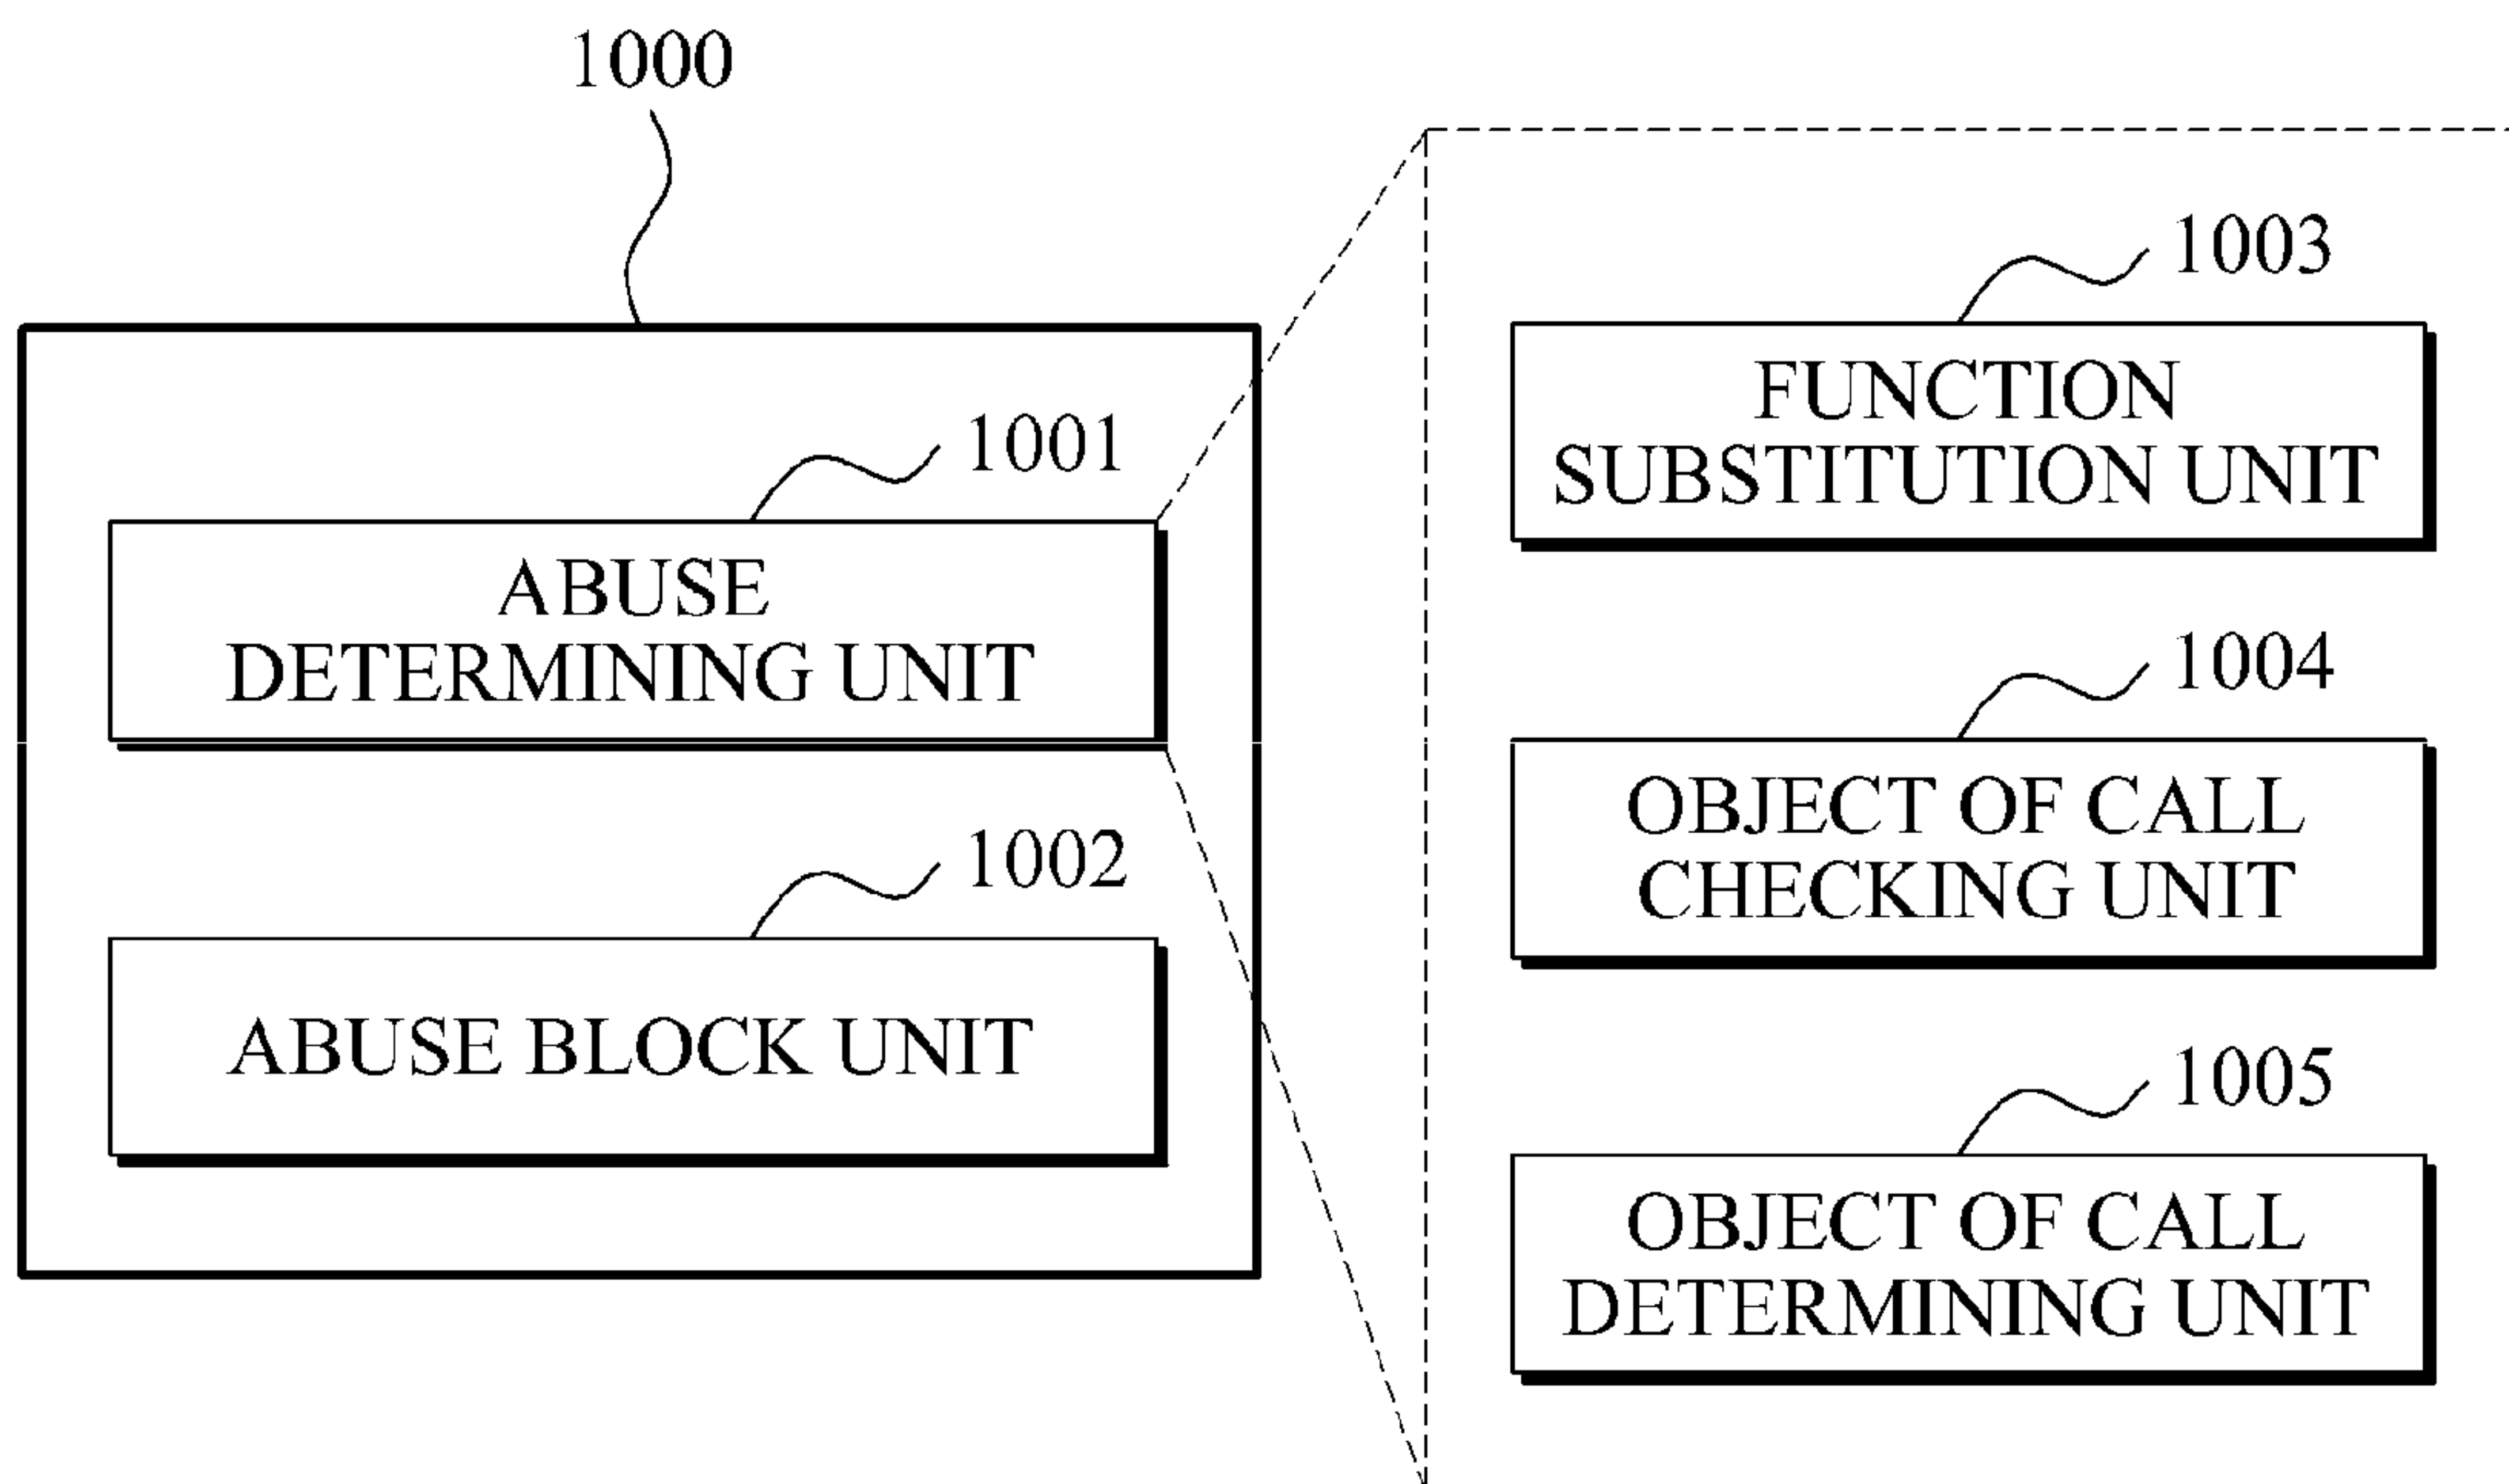 1000
1001
ABUSE
DETERMINING UNIT
1002
ABUSE BLOCK UNIT
1003
FUNCTION
SUBSTITUTION UNIT
1004
OBJECT OF CALL
CHECKING UNIT
1005
OBJECT OF CALL
DETERMINING UNIT